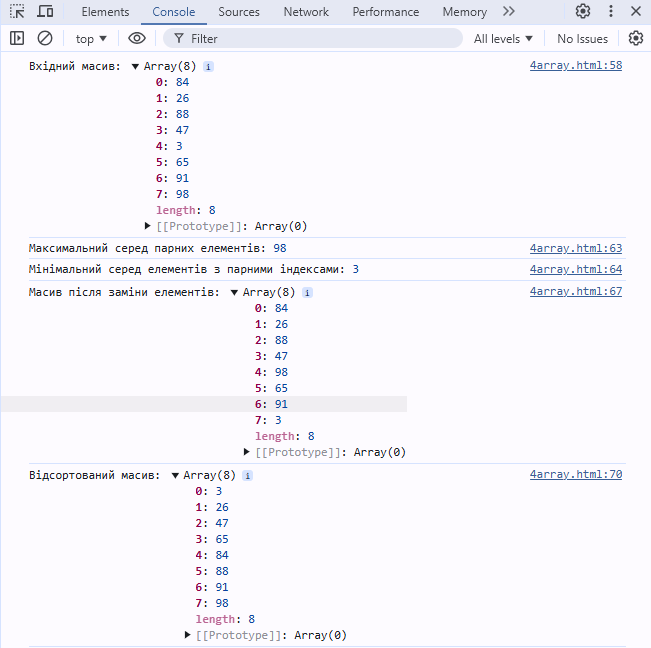 Elements Console Sources Network Performance Memory
top Filter All levels No Issues
Вхідний масив: Array(8) i 4array.html:58
0: 84
1: 26
2: 88
3: 47
4: 3
5: 65
6: 91
7: 98
length: 8
[[Prototype]]: Array(0)
Максимальний серед парних елементів: 98 4array.html:63
Мінімальний серед елементів з парними індексами: 3 4array.html:64
Масив після заміни елементів: Array(8) i 4array.html:67
0: 84
1: 26
2: 88
3: 47
4: 98
5: 65
6: 91
7: 3
length: 8
[[Prototype]]: Array(0)
Відсортований масив: Array(8) i 4array.html:70
0: 3
1: 26
2: 47
3: 65
4: 84
5: 88
6: 91
7: 98
length: 8
[[Prototype]]: Array(0)